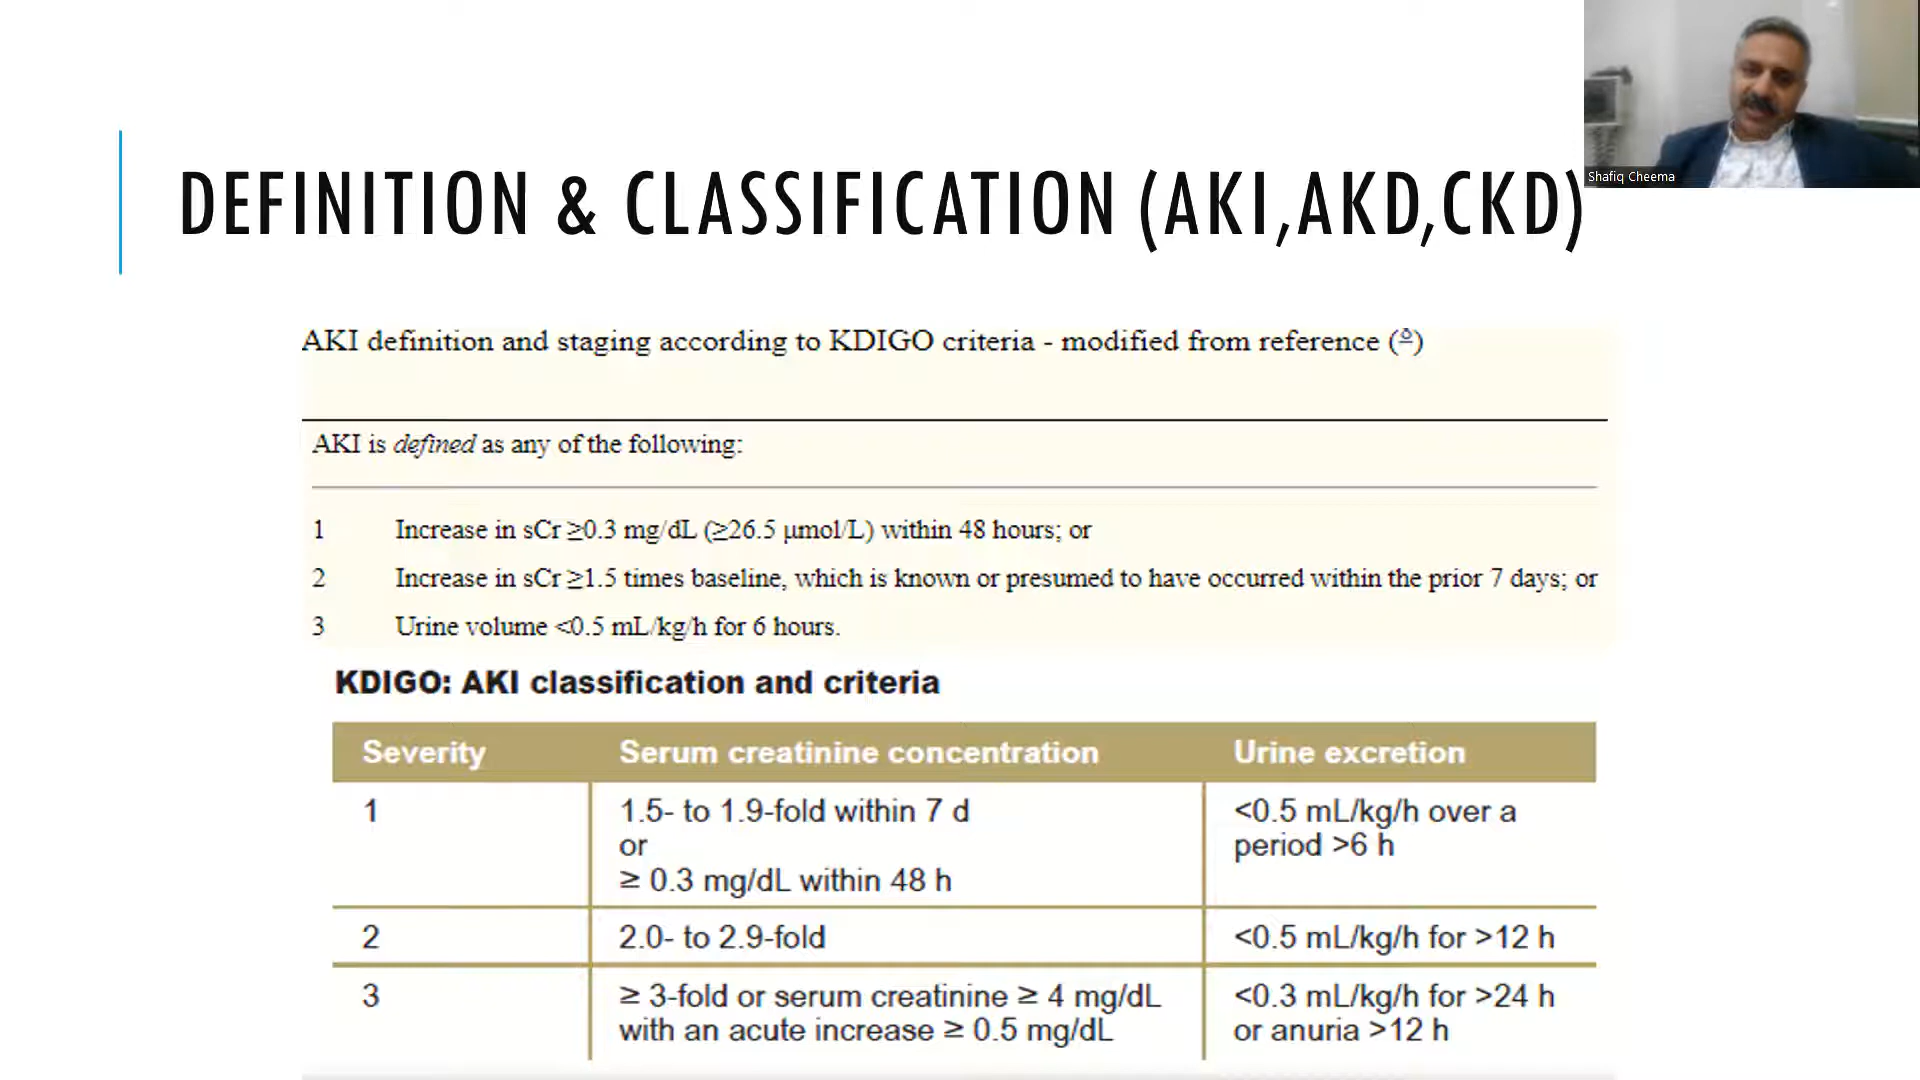 Shafiq Cheema
DEFINITION & CLASSIFICATION (AKI,AKD,CKD)
AKI definition and staging according to KDIGO criteria - modified from reference (9)
AKI is defined as any of the following:
1 Increase in sCr ≥0.3 mg/dL (≥26.5 μmol/L) within 48 hours; or
2 Increase in sCr ≥1.5 times baseline, which is known or presumed to have occurred within the prior 7 days; or
3 Urine volume <0.5 mL/kg/h for 6 hours.
KDIGO: AKI classification and criteria
Severity Serum creatinine concentration Urine excretion
1 1.5- to 1.9-fold within 7 d <0.5 mL/kg/h over a
or period >6 h
≥ 0.3 mg/dL within 48 h
2 2.0- to 2.9-fold <0.5 mL/kg/h for >12 h
3 ≥ 3-fold or serum creatinine ≥ 4 mg/dL <0.3 mL/kg/h for >24 h
with an acute increase ≥ 0.5 mg/dL or anuria >12 h